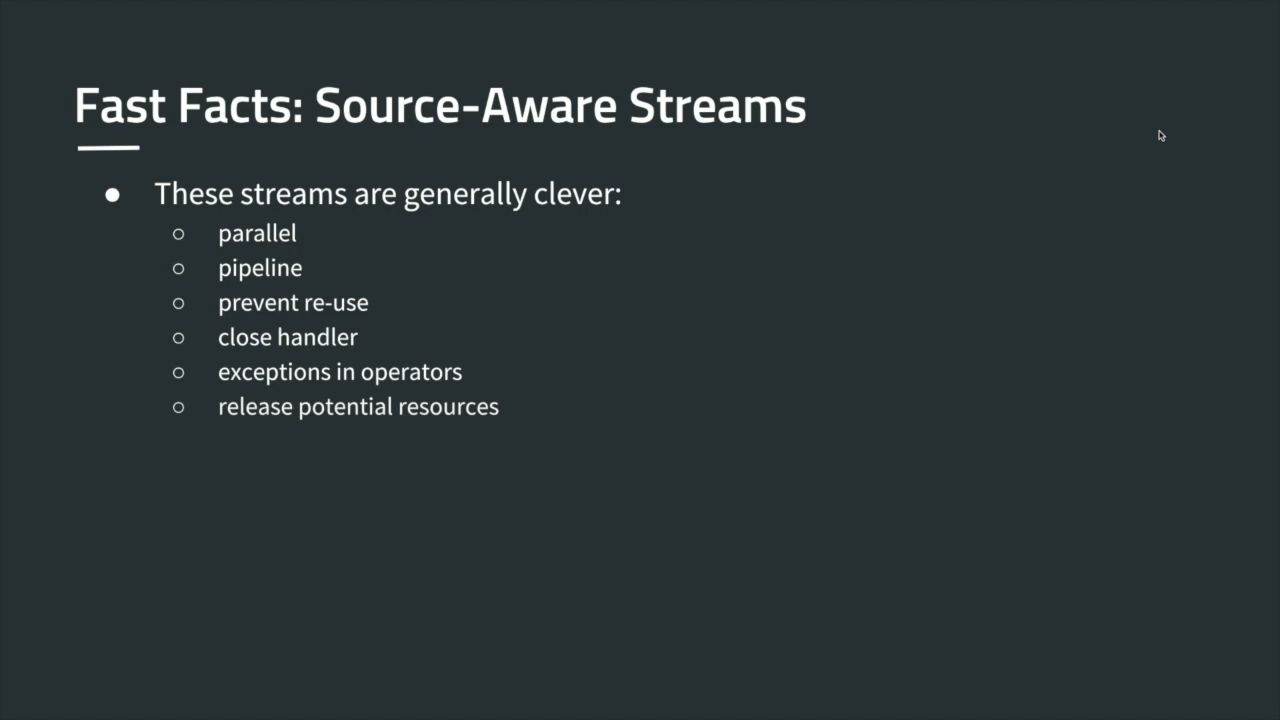 Fast Facts: Source-Aware Streams
● These streams are generally clever:
○ parallel
○ pipeline
○ prevent re-use
○ close handler
○ exceptions in operators
○ release potential resources